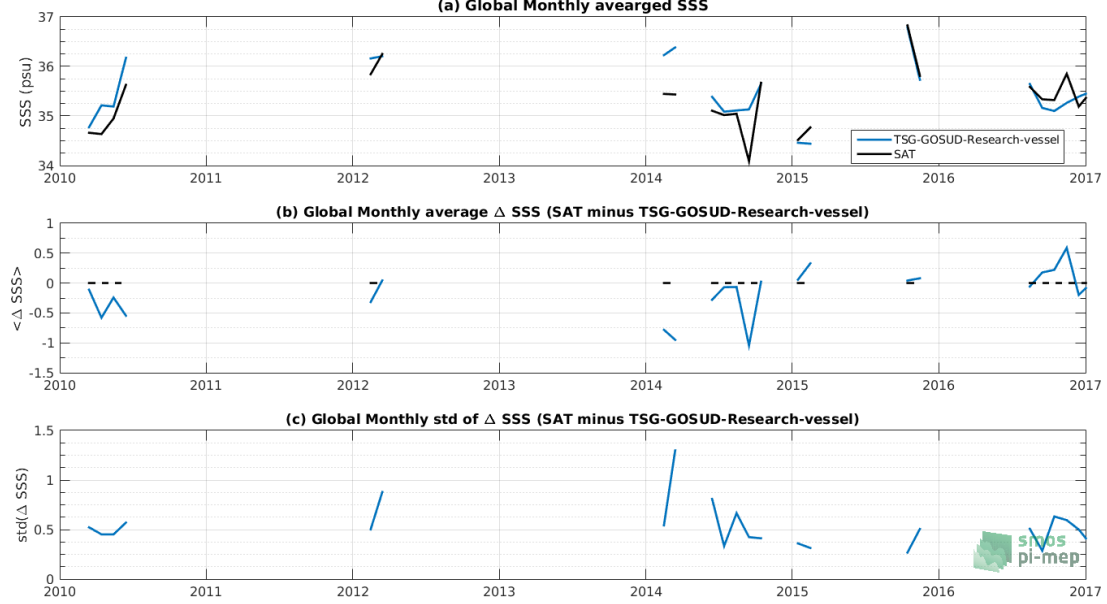 (a) Global Monthly avearged SSS
37
36
35
34
SSS (psu)
TSG-GOSUD-Research-vessel
SAT
2010 2011 2012 2013 2014 2015 2016 2017
(b) Global Monthly average Δ SSS (SAT minus TSG-GOSUD-Research-vessel)
1
0.5
0
-0.5
-1
-1.5
<Δ SSS>
2010 2011 2012 2013 2014 2015 2016 2017
(c) Global Monthly std of Δ SSS (SAT minus TSG-GOSUD-Research-vessel)
1.5
1
0.5
0
std(Δ SSS)
smos
pi-mep
2010 2011 2012 2013 2014 2015 2016 2017